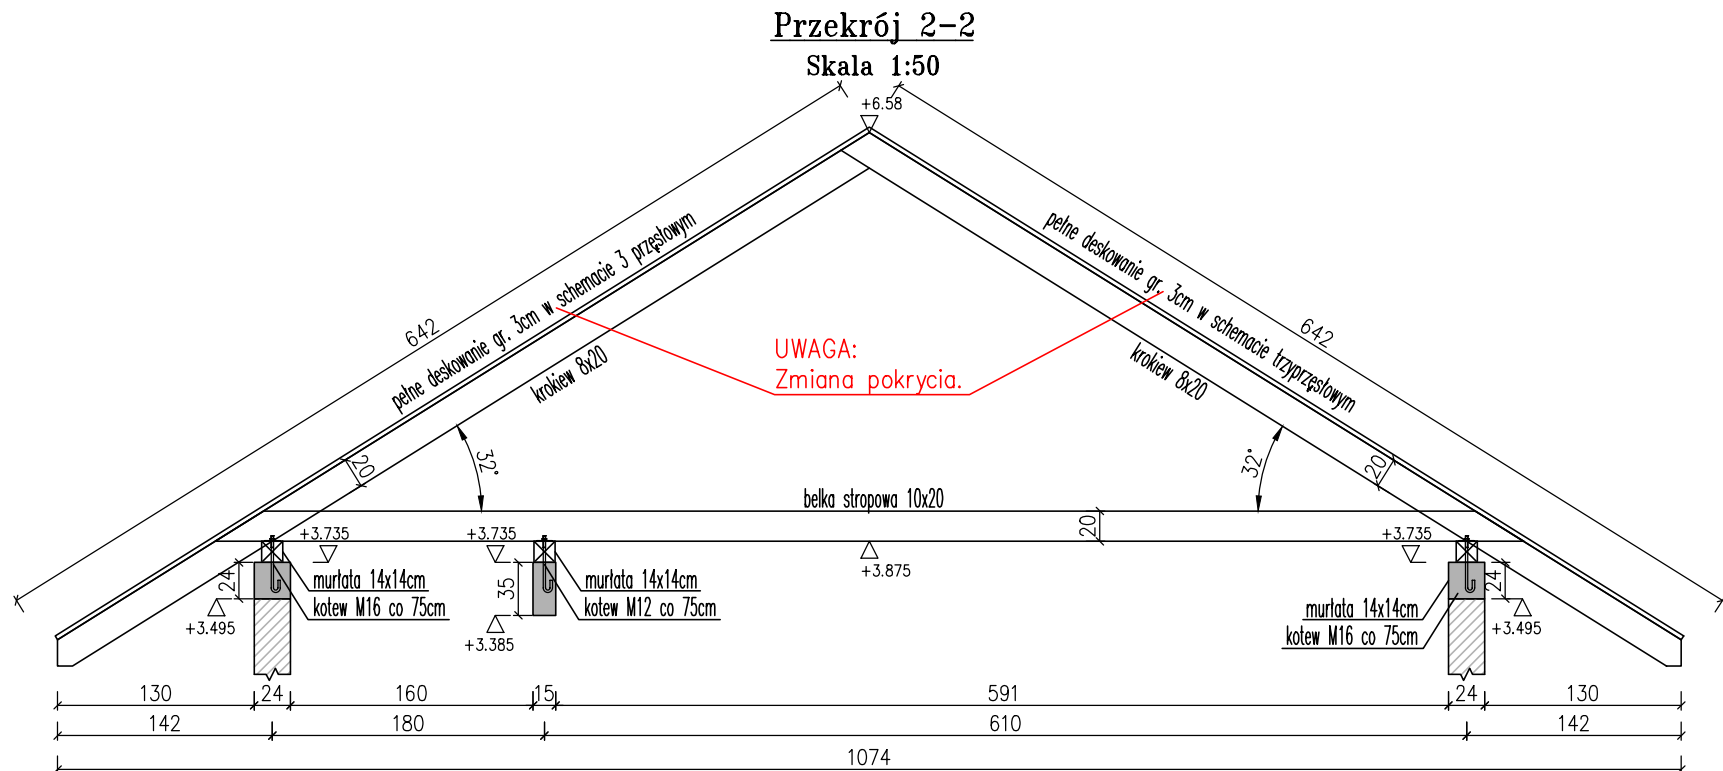 Przekrój 2-2
Skala 1:50
+6.58
642
642
pełne deskowanie gr. 3cm w schemacie 3 przęsłowym
pełne deskowanie gr. 3cm w schemacie trzyprzęsłowym
UWAGA:
Zmiana pokrycia.
krokiew 8x20
krokiew 8x20
20
32°
32°
20
belka stropowa 10x20
20
+3.735
+3.735
+3.735
+3.875
24
35
24
murłata 14x14cm
kotew M16 co 75cm
murłata 14x14cm
kotew M12 co 75cm
murłata 14x14cm
kotew M16 co 75cm
+3.495
+3.385
+3.495
130 24 160 15 591 24 130
142 180 610 142
1074